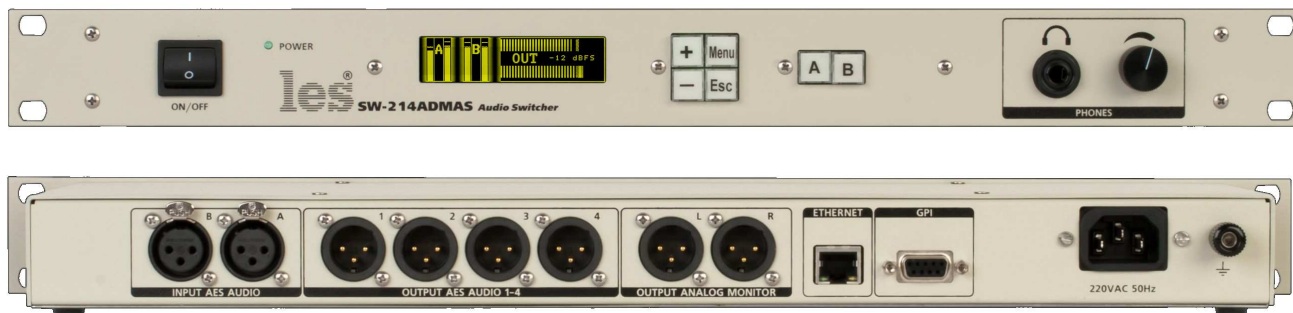 I
O
ON/OFF
POWER
les®
SW-214ADMAS Audio Switcher
A B OUT -12 dBFS
+ Menu
− Esc
A B
PHONES
B A
INPUT AES AUDIO
1 2 3 4
OUTPUT AES AUDIO 1-4
L R
OUTPUT ANALOG MONITOR
ETHERNET
GPI
220VAC 50Hz